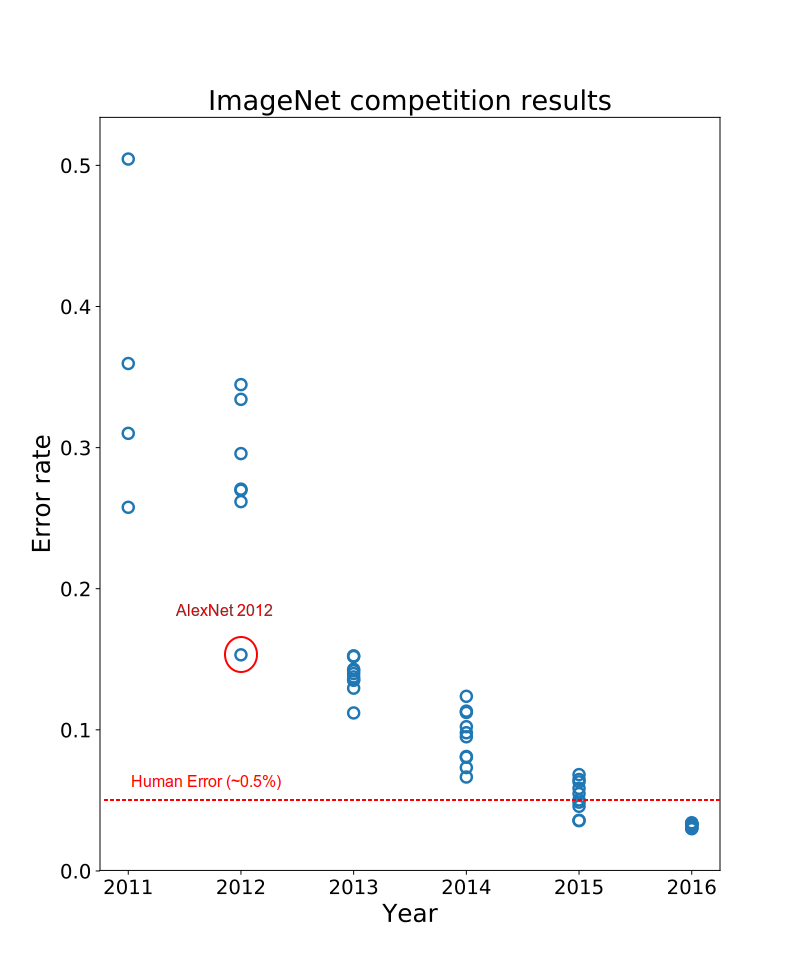 ImageNet competition results
0.5
0.4
0.3
0.2
0.1
0.0
Error rate
AlexNet 2012
Human Error (~0.5%)
2011 2012 2013 2014 2015 2016
Year